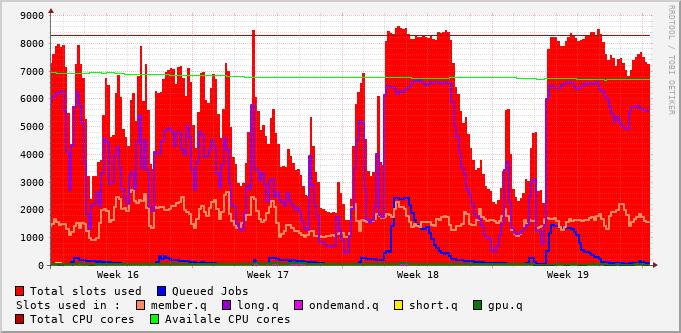 9000
8000
7000
6000
5000
4000
3000
2000
1000
0
Week 16 Week 17 Week 18 Week 19
RRDTOOL / TOBI OETIKER
Total slots used Queued Jobs
Slots used in : member.q long.q ondemand.q short.q gpu.q
Total CPU cores Availale CPU cores